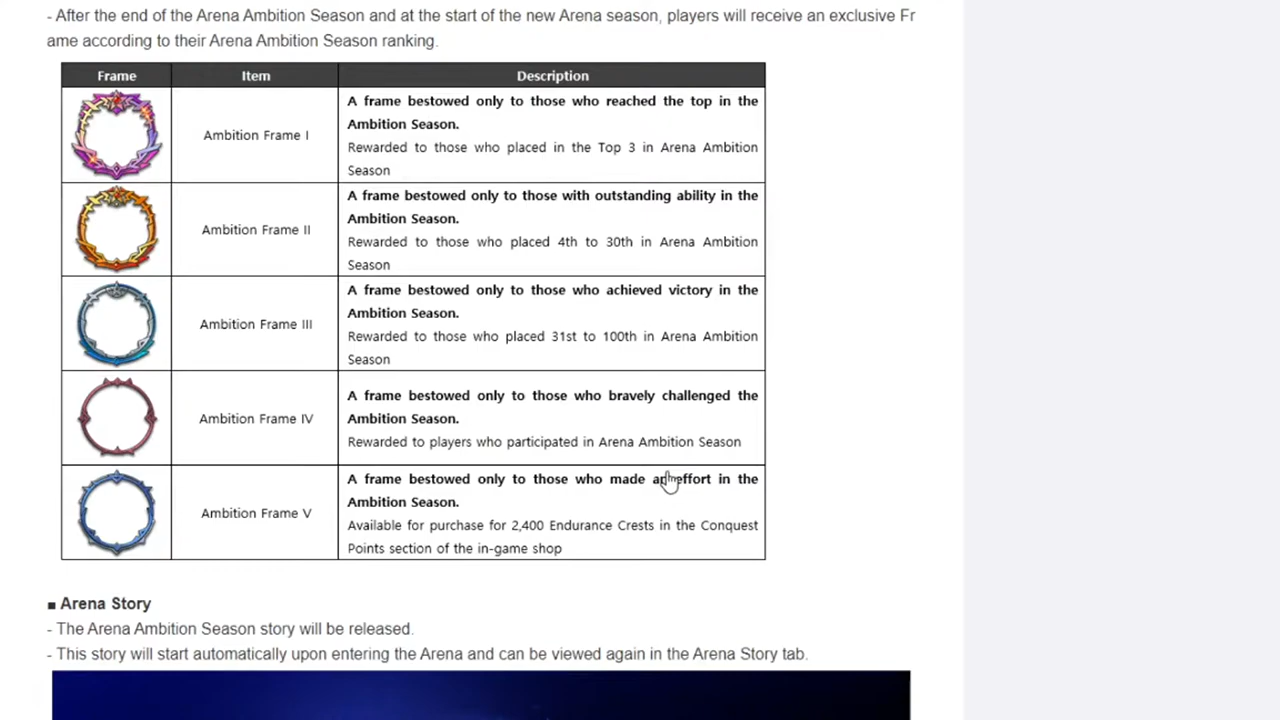 - After the end of the Arena Ambition Season and at the start of the new Arena season, players will receive an exclusive Fr
ame according to their Arena Ambition Season ranking.
Frame Item Description
Ambition Frame I
A frame bestowed only to those who reached the top in the
Ambition Season.
Rewarded to those who placed in the Top 3 in Arena Ambition
Season
Ambition Frame II
A frame bestowed only to those with outstanding ability in the
Ambition Season.
Rewarded to those who placed 4th to 30th in Arena Ambition
Season
Ambition Frame III
A frame bestowed only to those who achieved victory in the
Ambition Season.
Rewarded to those who placed 31st to 100th in Arena Ambition
Season
Ambition Frame IV
A frame bestowed only to those who bravely challenged the
Ambition Season.
Rewarded to players who participated in Arena Ambition Season
Ambition Frame V
A frame bestowed only to those who made an effort in the
Ambition Season.
Available for purchase for 2,400 Endurance Crests in the Conquest
Points section of the in-game shop
■ Arena Story
- The Arena Ambition Season story will be released.
- This story will start automatically upon entering the Arena and can be viewed again in the Arena Story tab.